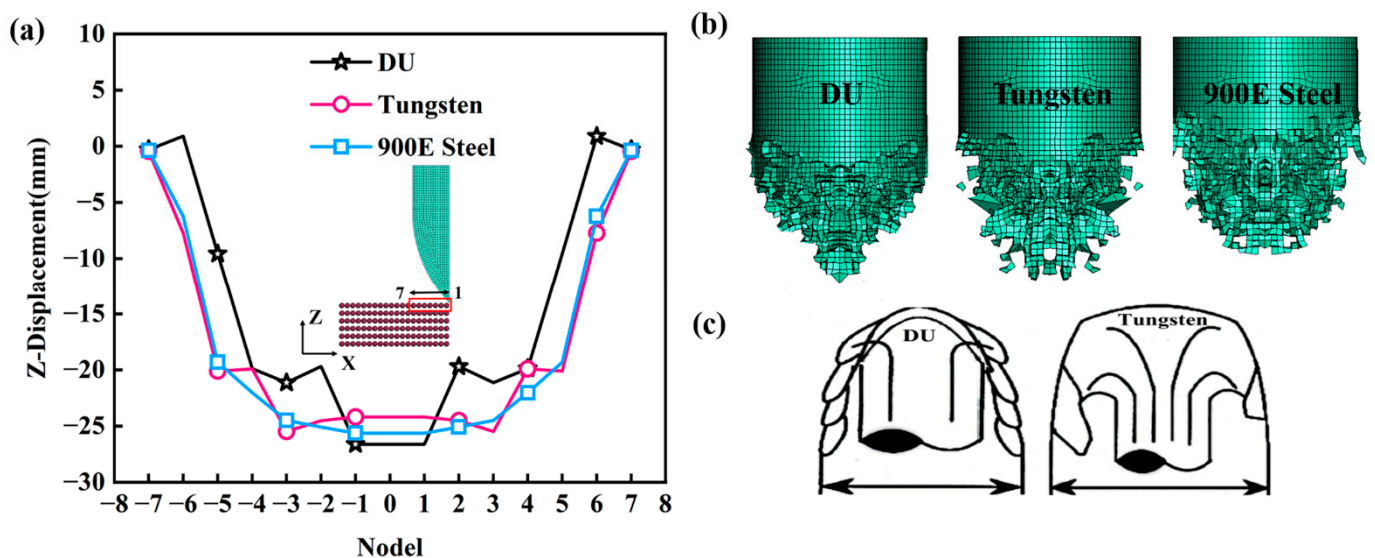 (a)
10
5
0
−5
−10
−15
−20
−25
−30
Z-Displacement(mm)
DU
Tungsten
900E Steel
7 1
Z
X
−8 −7 −6 −5 −4 −3 −2 −1 0 1 2 3 4 5 6 7 8
Nodel
(b)
DU
Tungsten
900E Steel
(c)
DU
Tungsten